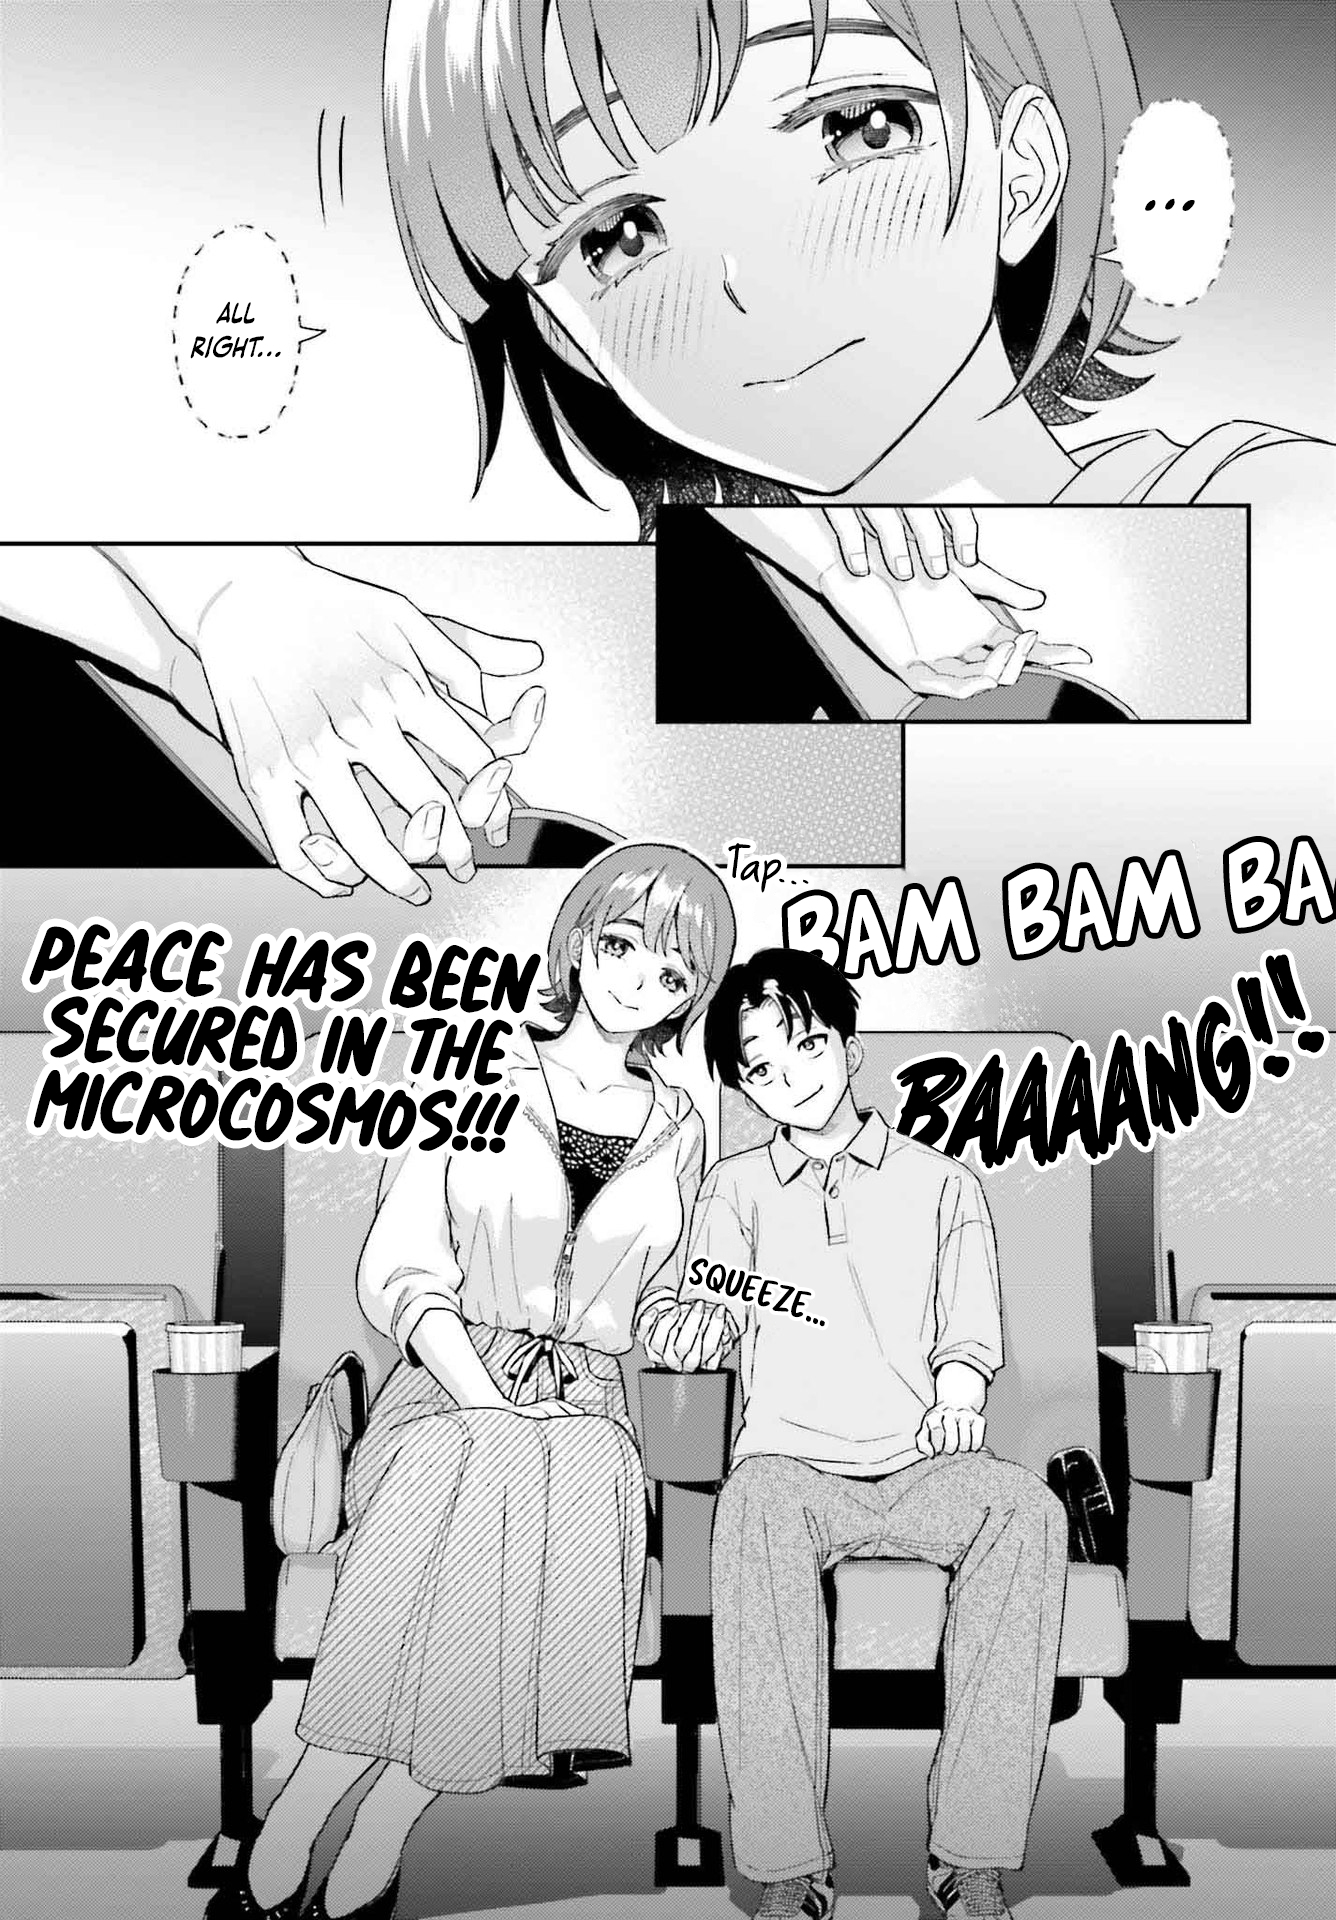 ...
ALL
RIGHT...
Tap...
BAM BAM BA
BAAAANG!!
PEACE HAS BEEN
SECURED IN THE
MICROCOSMOS!!!
SQUEEZE...